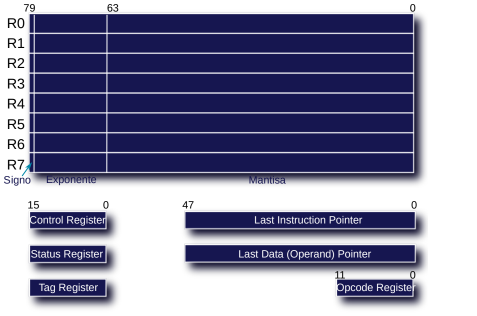 79 63 0
R0
R1
R2
R3
R4
R5
R6
R7
Signo Exponente Mantisa
15 0 47 0
Control Register Last Instruction Pointer
Status Register Last Data (Operand) Pointer
11 0
Tag Register Opcode Register